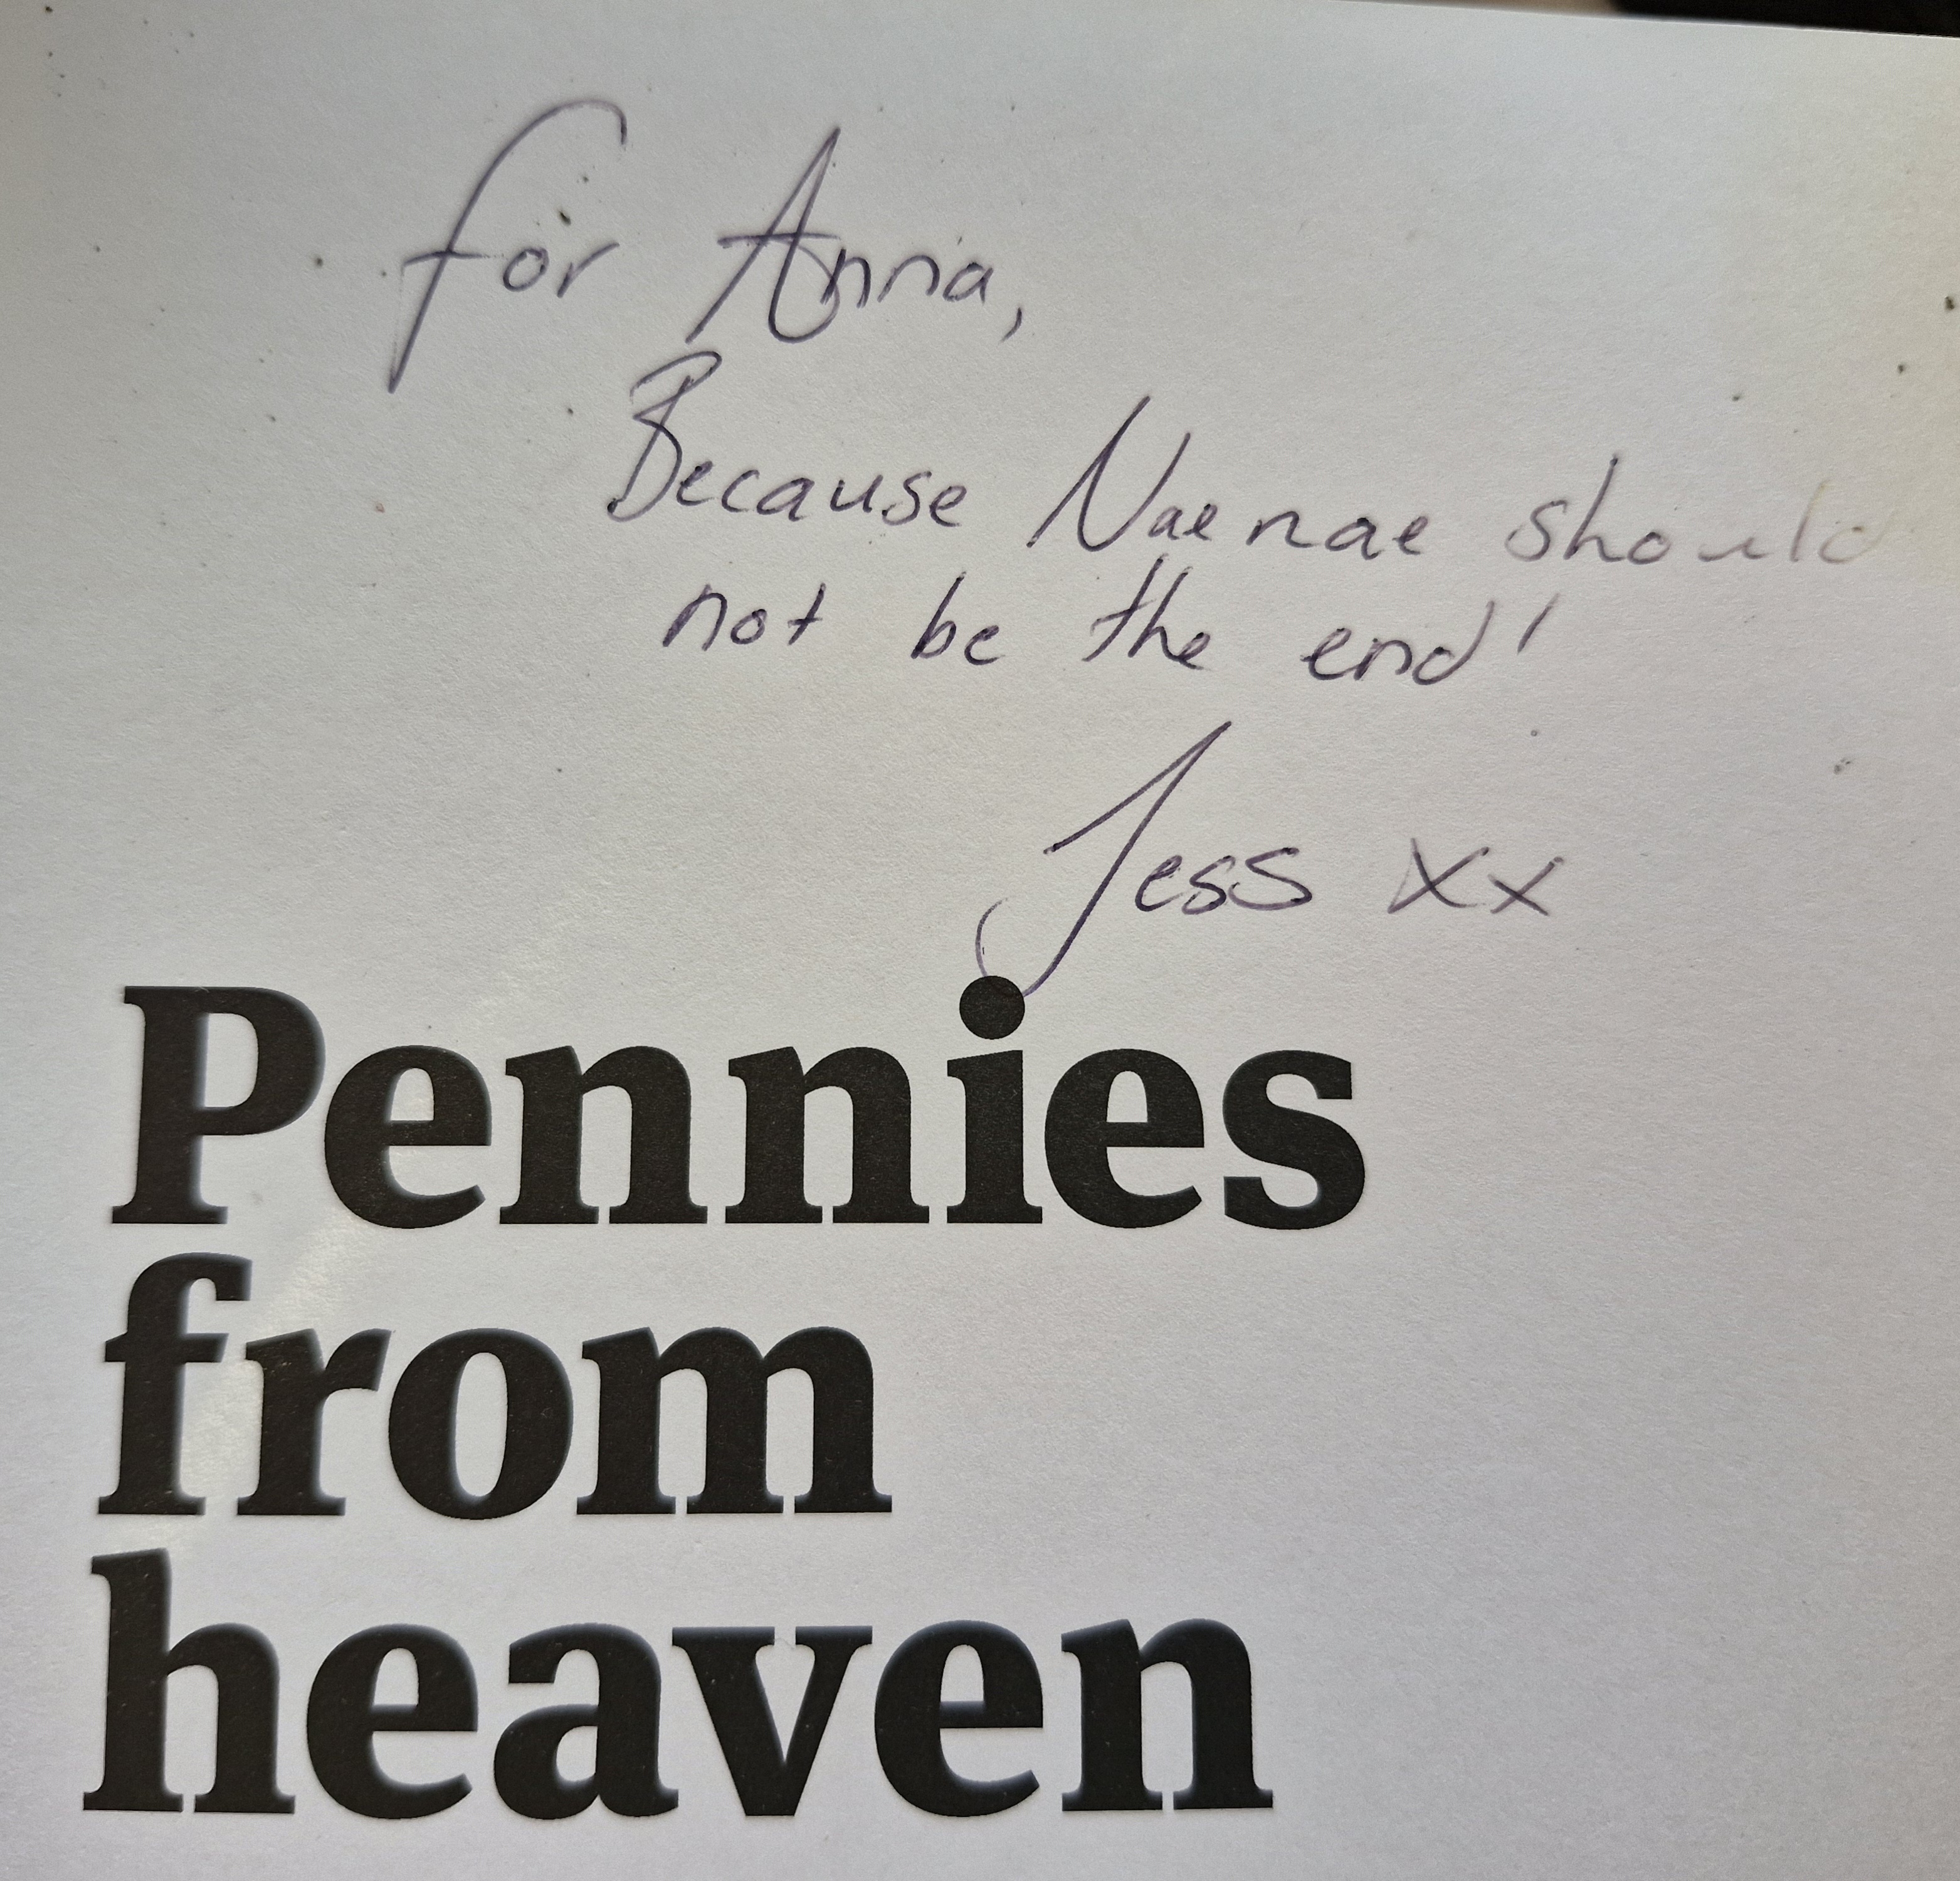 for Anna,
Because Naenae should
not be the end!
Jess xx
Pennies
from
heaven